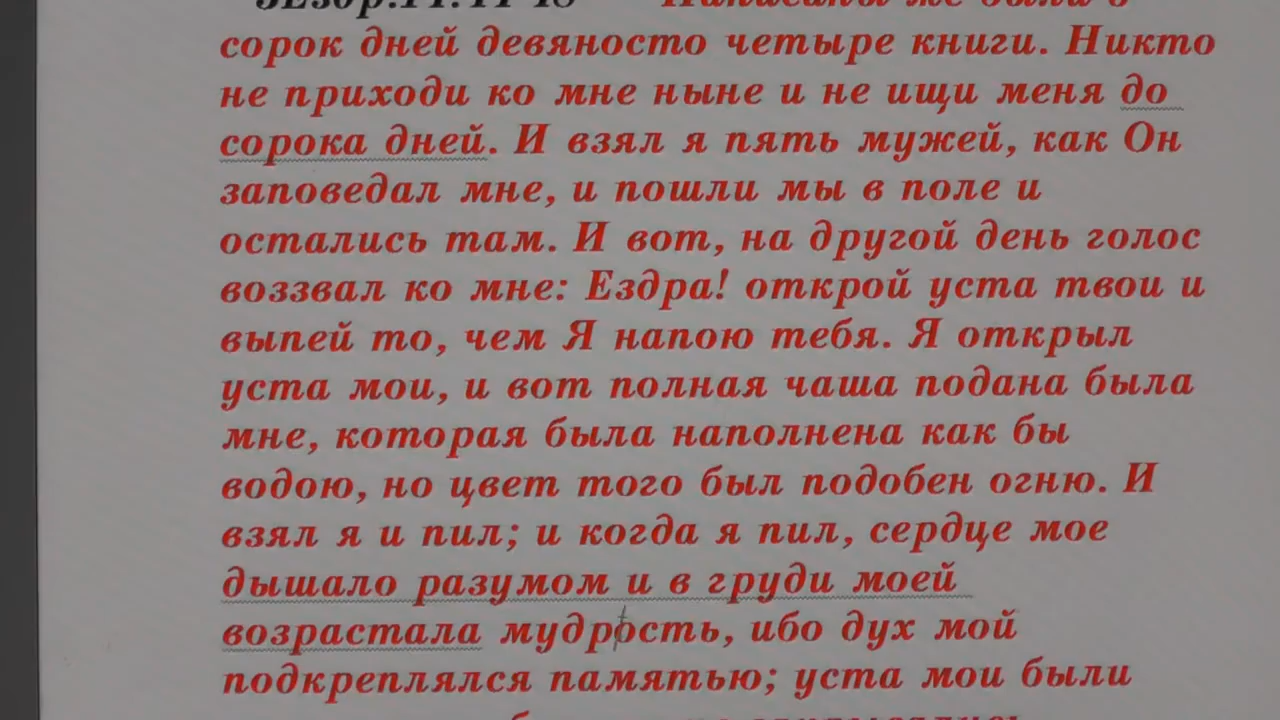 Написаны же были в
сорок дней девяносто четыре книги. Никто
не приходи ко мне ныне и не ищи меня до
сорока дней. И взял я пять мужей, как Он
заповедал мне, и пошли мы в поле и
остались там. И вот, на другой день голос
воззвал ко мне: Ездра! открой уста твои и
выпей то, чем Я напою тебя. Я открыл
уста мои, и вот полная чаша подана была
мне, которая была наполнена как бы
водою, но цвет того был подобен огню. И
взял я и пил; и когда я пил, сердце мое
дышало разумом и в груди моей
возрастала мудрость, ибо дух мой
подкреплялся памятью; уста мои были